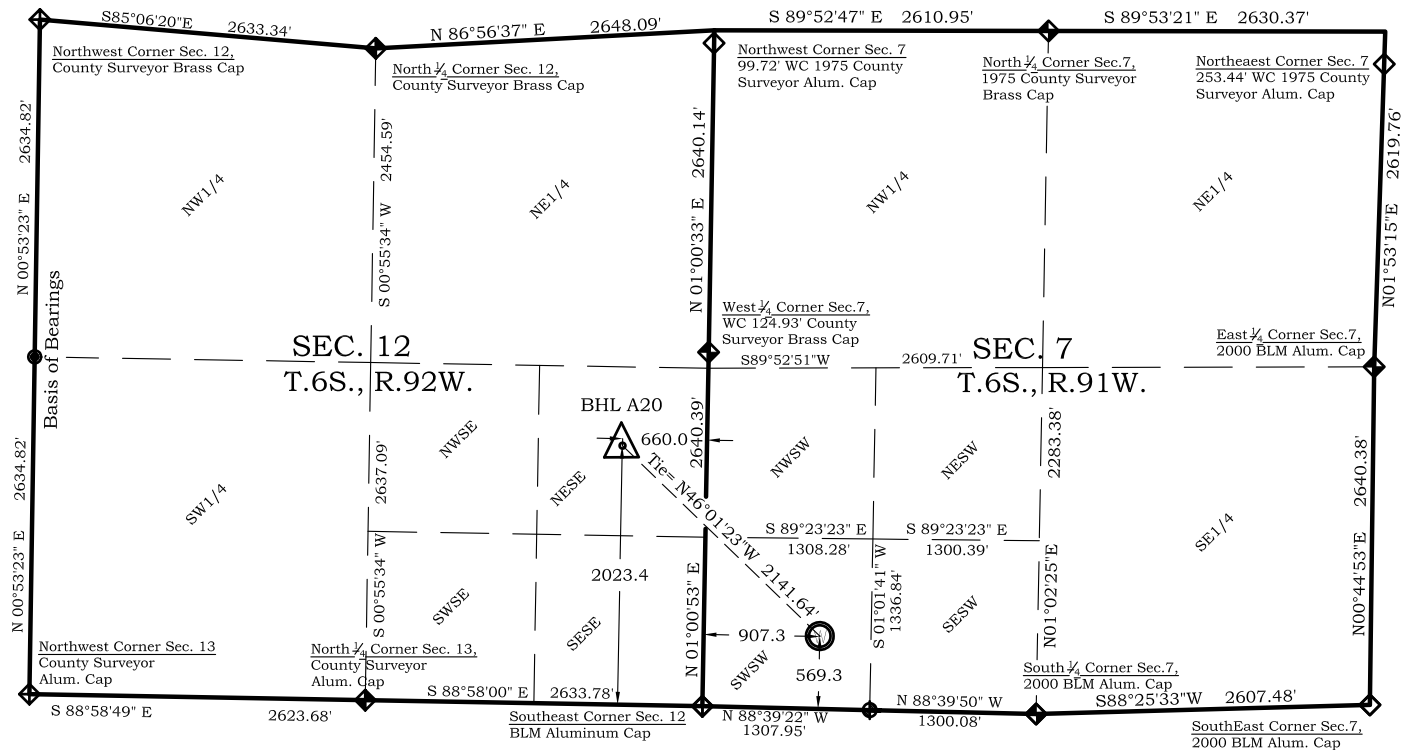 S85°06'20"E 2633.34'
N 86°56'37" E 2648.09'
S 89°52'47" E 2610.95'
S 89°53'21" E 2630.37'
Northwest Corner Sec. 12,
County Surveyor Brass Cap
North 1/4 Corner Sec. 12,
County Surveyor Brass Cap
Northwest Corner Sec. 7
99.72' WC 1975 County
Surveyor Alum. Cap
North 1/4 Corner Sec.7,
1975 County Surveyor
Brass Cap
Northeaest Corner Sec. 7
253.44' WC 1975 County
Surveyor Alum. Cap
N 00°53'23" E 2634.82'
S 00°55'34" W 2454.59'
N 01°00'33" E 2640.14'
N01°53'15"E 2619.76'
NW1/4
NE1/4
NW1/4
NE1/4
Basis of Bearings
West 1/4 Corner Sec.7,
WC 124.93' County
Surveyor Brass Cap
East 1/4 Corner Sec.7,
2000 BLM Alum. Cap
S89°52'51"W 2609.71'
SEC. 12
T.6S., R.92W.
SEC. 7
T.6S., R.91W.
BHL A20
660.0
2640.39'
N 01°00'53" E
Tie= N46°01'23"W 2141.64'
2023.4
NWSE
NESE
SWSE
SESE
SW1/4
NWSW
NESW
SWSW
SESW
SE1/4
N 00°53'23" E 2634.82'
S 00°55'34" W 2637.09'
S 89°23'23" E
1308.28'
S 89°23'23" E
1300.39'
S 01°01'41" W
1336.84'
N01°02'25"E 2283.38'
N00°44'53"E 2640.38'
907.3
569.3
Northwest Corner Sec. 13
County Surveyor
Alum. Cap
North 1/4 Corner Sec. 13,
County Surveyor
Alum. Cap
South 1/4 Corner Sec.7,
2000 BLM Alum. Cap
S 88°58'49" E 2623.68'
S 88°58'00" E 2633.78'
Southeast Corner Sec. 12
BLM Aluminum Cap
N 88°39'22" W
1307.95'
N 88°39'50" W
1300.08'
S88°25'33"W 2607.48'
SouthEast Corner Sec.7,
2000 BLM Alum. Cap